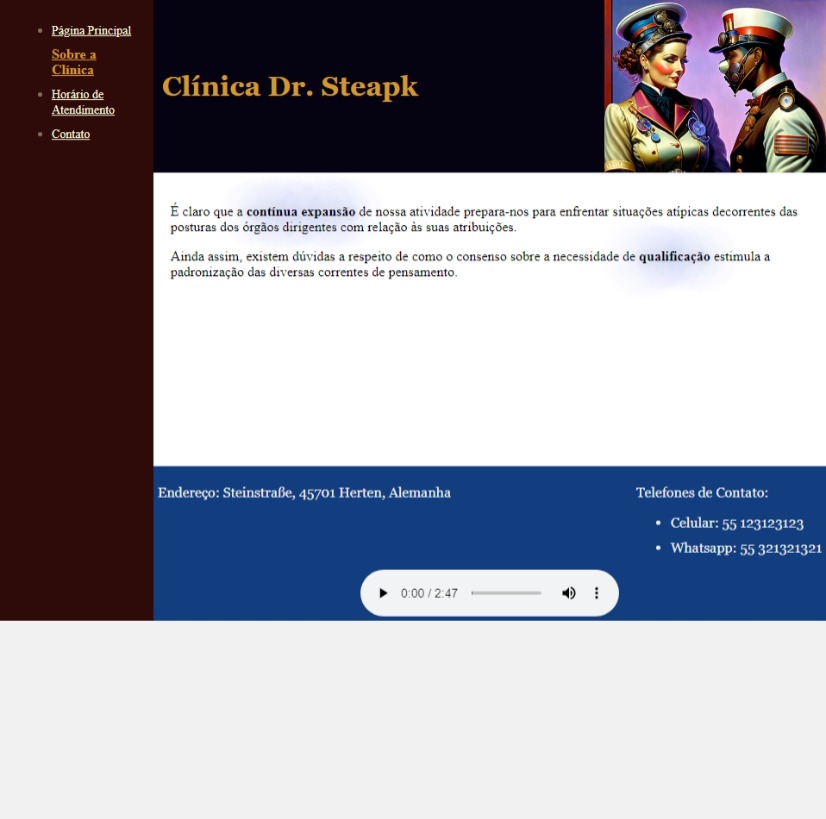 Página Principal
Sobre a
Clínica
Horário de
Atendimento
Contato
Clínica Dr. Steapk
É claro que a contínua expansão de nossa atividade prepara-nos para enfrentar situações atípicas decorrentes das
posturas dos órgãos dirigentes com relação às suas atribuições.
Ainda assim, existem dúvidas a respeito de como o consenso sobre a necessidade de qualificação estimula a
padronização das diversas correntes de pensamento.
Endereço: Steinstraße, 45701 Herten, Alemanha
Telefones de Contato:
Celular: 55 123123123
Whatsapp: 55 321321321
0:00 / 2:47